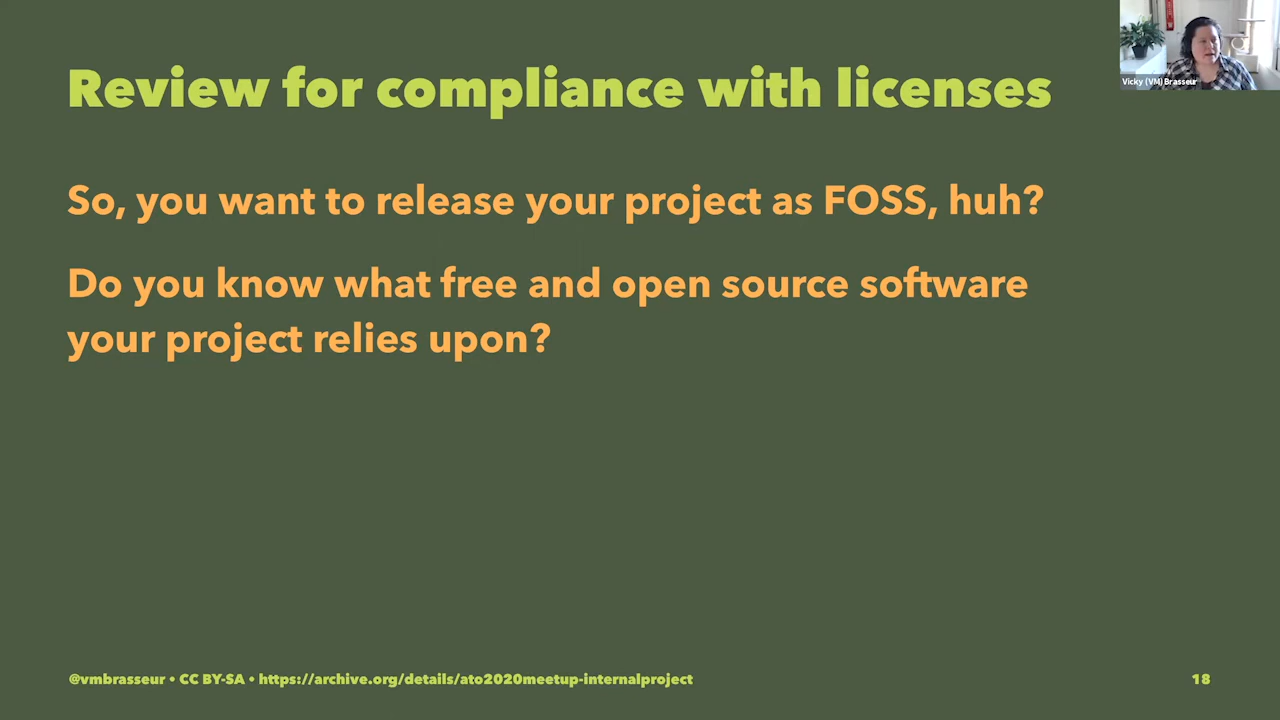 Review for compliance with licenses
Vicky (VM) Brasseur
So, you want to release your project as FOSS, huh?
Do you know what free and open source software
your project relies upon?
@vmbrasseur • CC BY-SA • https://archive.org/details/ato2020meetup-internalproject
18